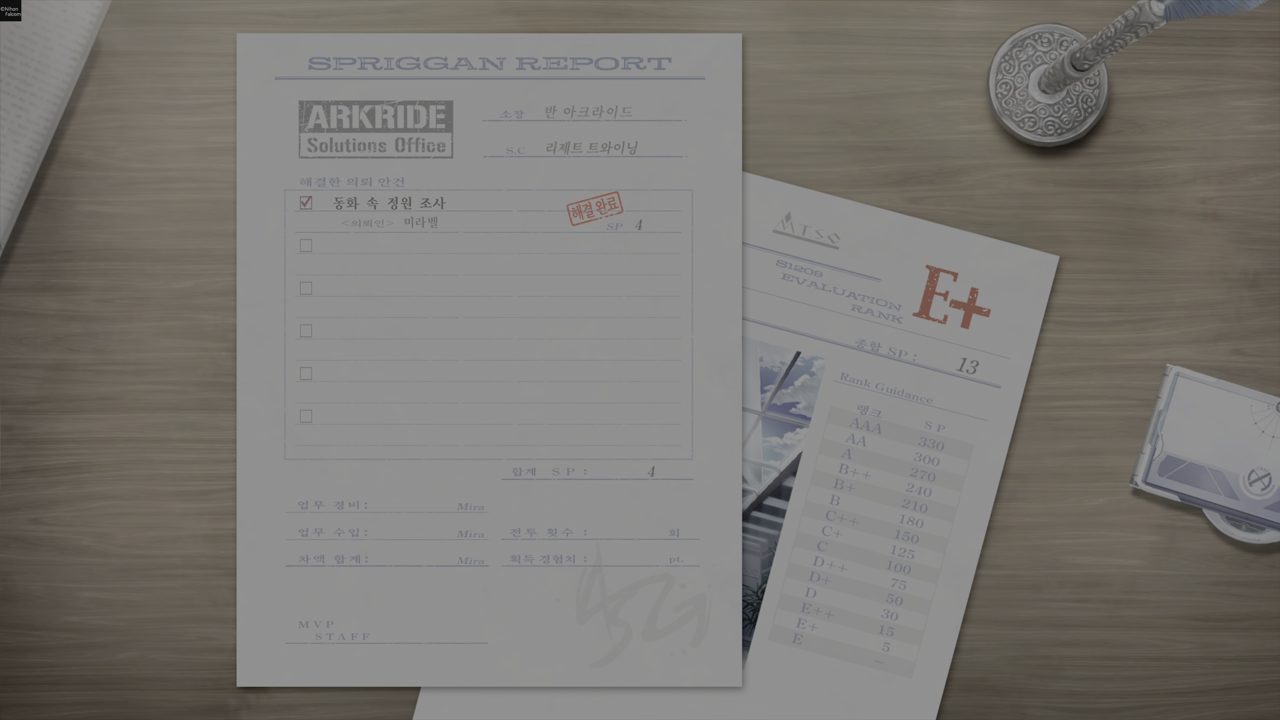 ©Nihon
Falcom
SPRIGGAN REPORT
ARKRIDE
Solutions Office
소장 반 아크라이드
S.C 리제트 트와이닝
해결한 의뢰 안건
동화 속 정원 조사
해결 완료
<의뢰인> 미라벨
SP 4
합계 SP : 4
업무 경비: Mira
업무 수입: Mira
전투 횟수 : 회
차액 합계: Mira
획득 경험치 : pt.
MVP
STAFF
S1208
EVALUATION
RANK
E+
종합 SP: 13
Rank Guidance
랭크 SP
AAA 330
AA 300
A 270
B++ 240
B+ 210
B 180
C++ 150
C+ 125
C 100
D++ 75
D+ 50
D 30
E++ 15
E+ 5
E –